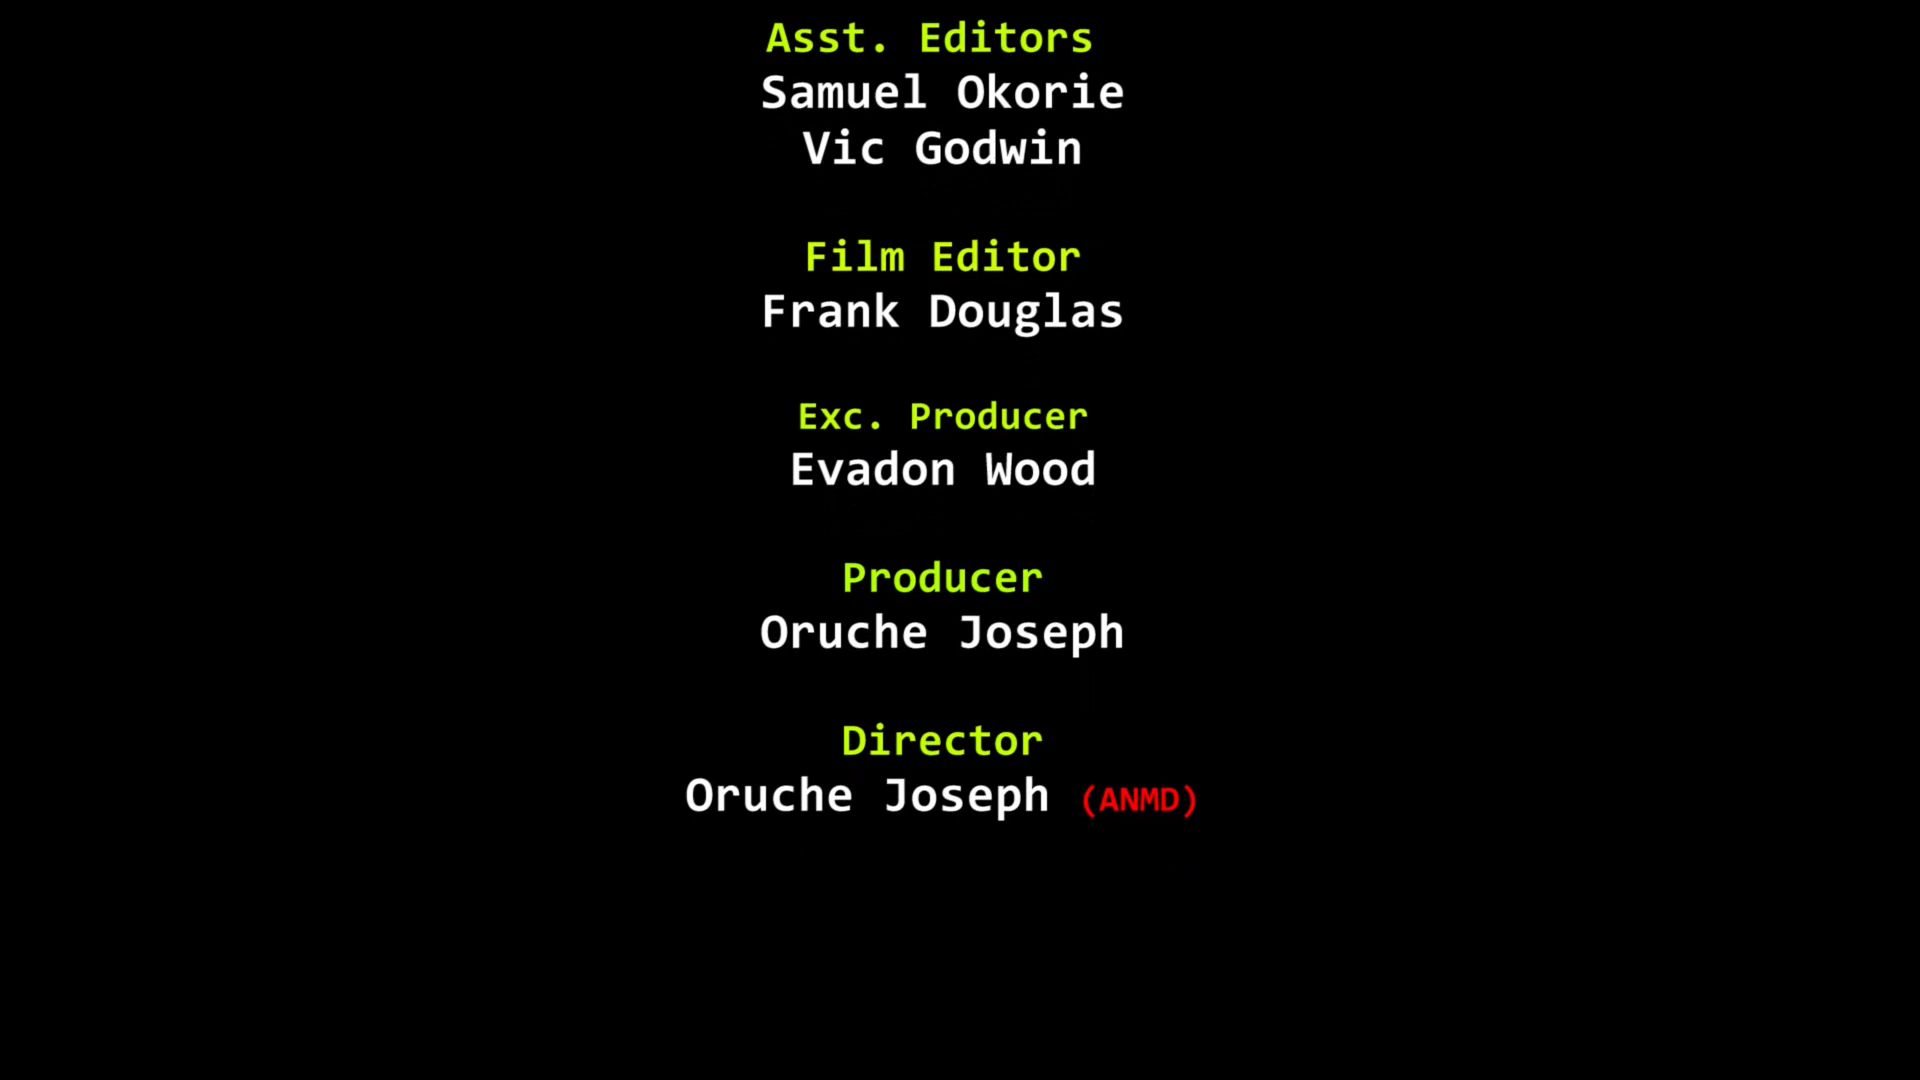 Asst. Editors
Samuel Okorie
Vic Godwin
Film Editor
Frank Douglas
Exc. Producer
Evadon Wood
Producer
Oruche Joseph
Director
Oruche Joseph (ANMD)